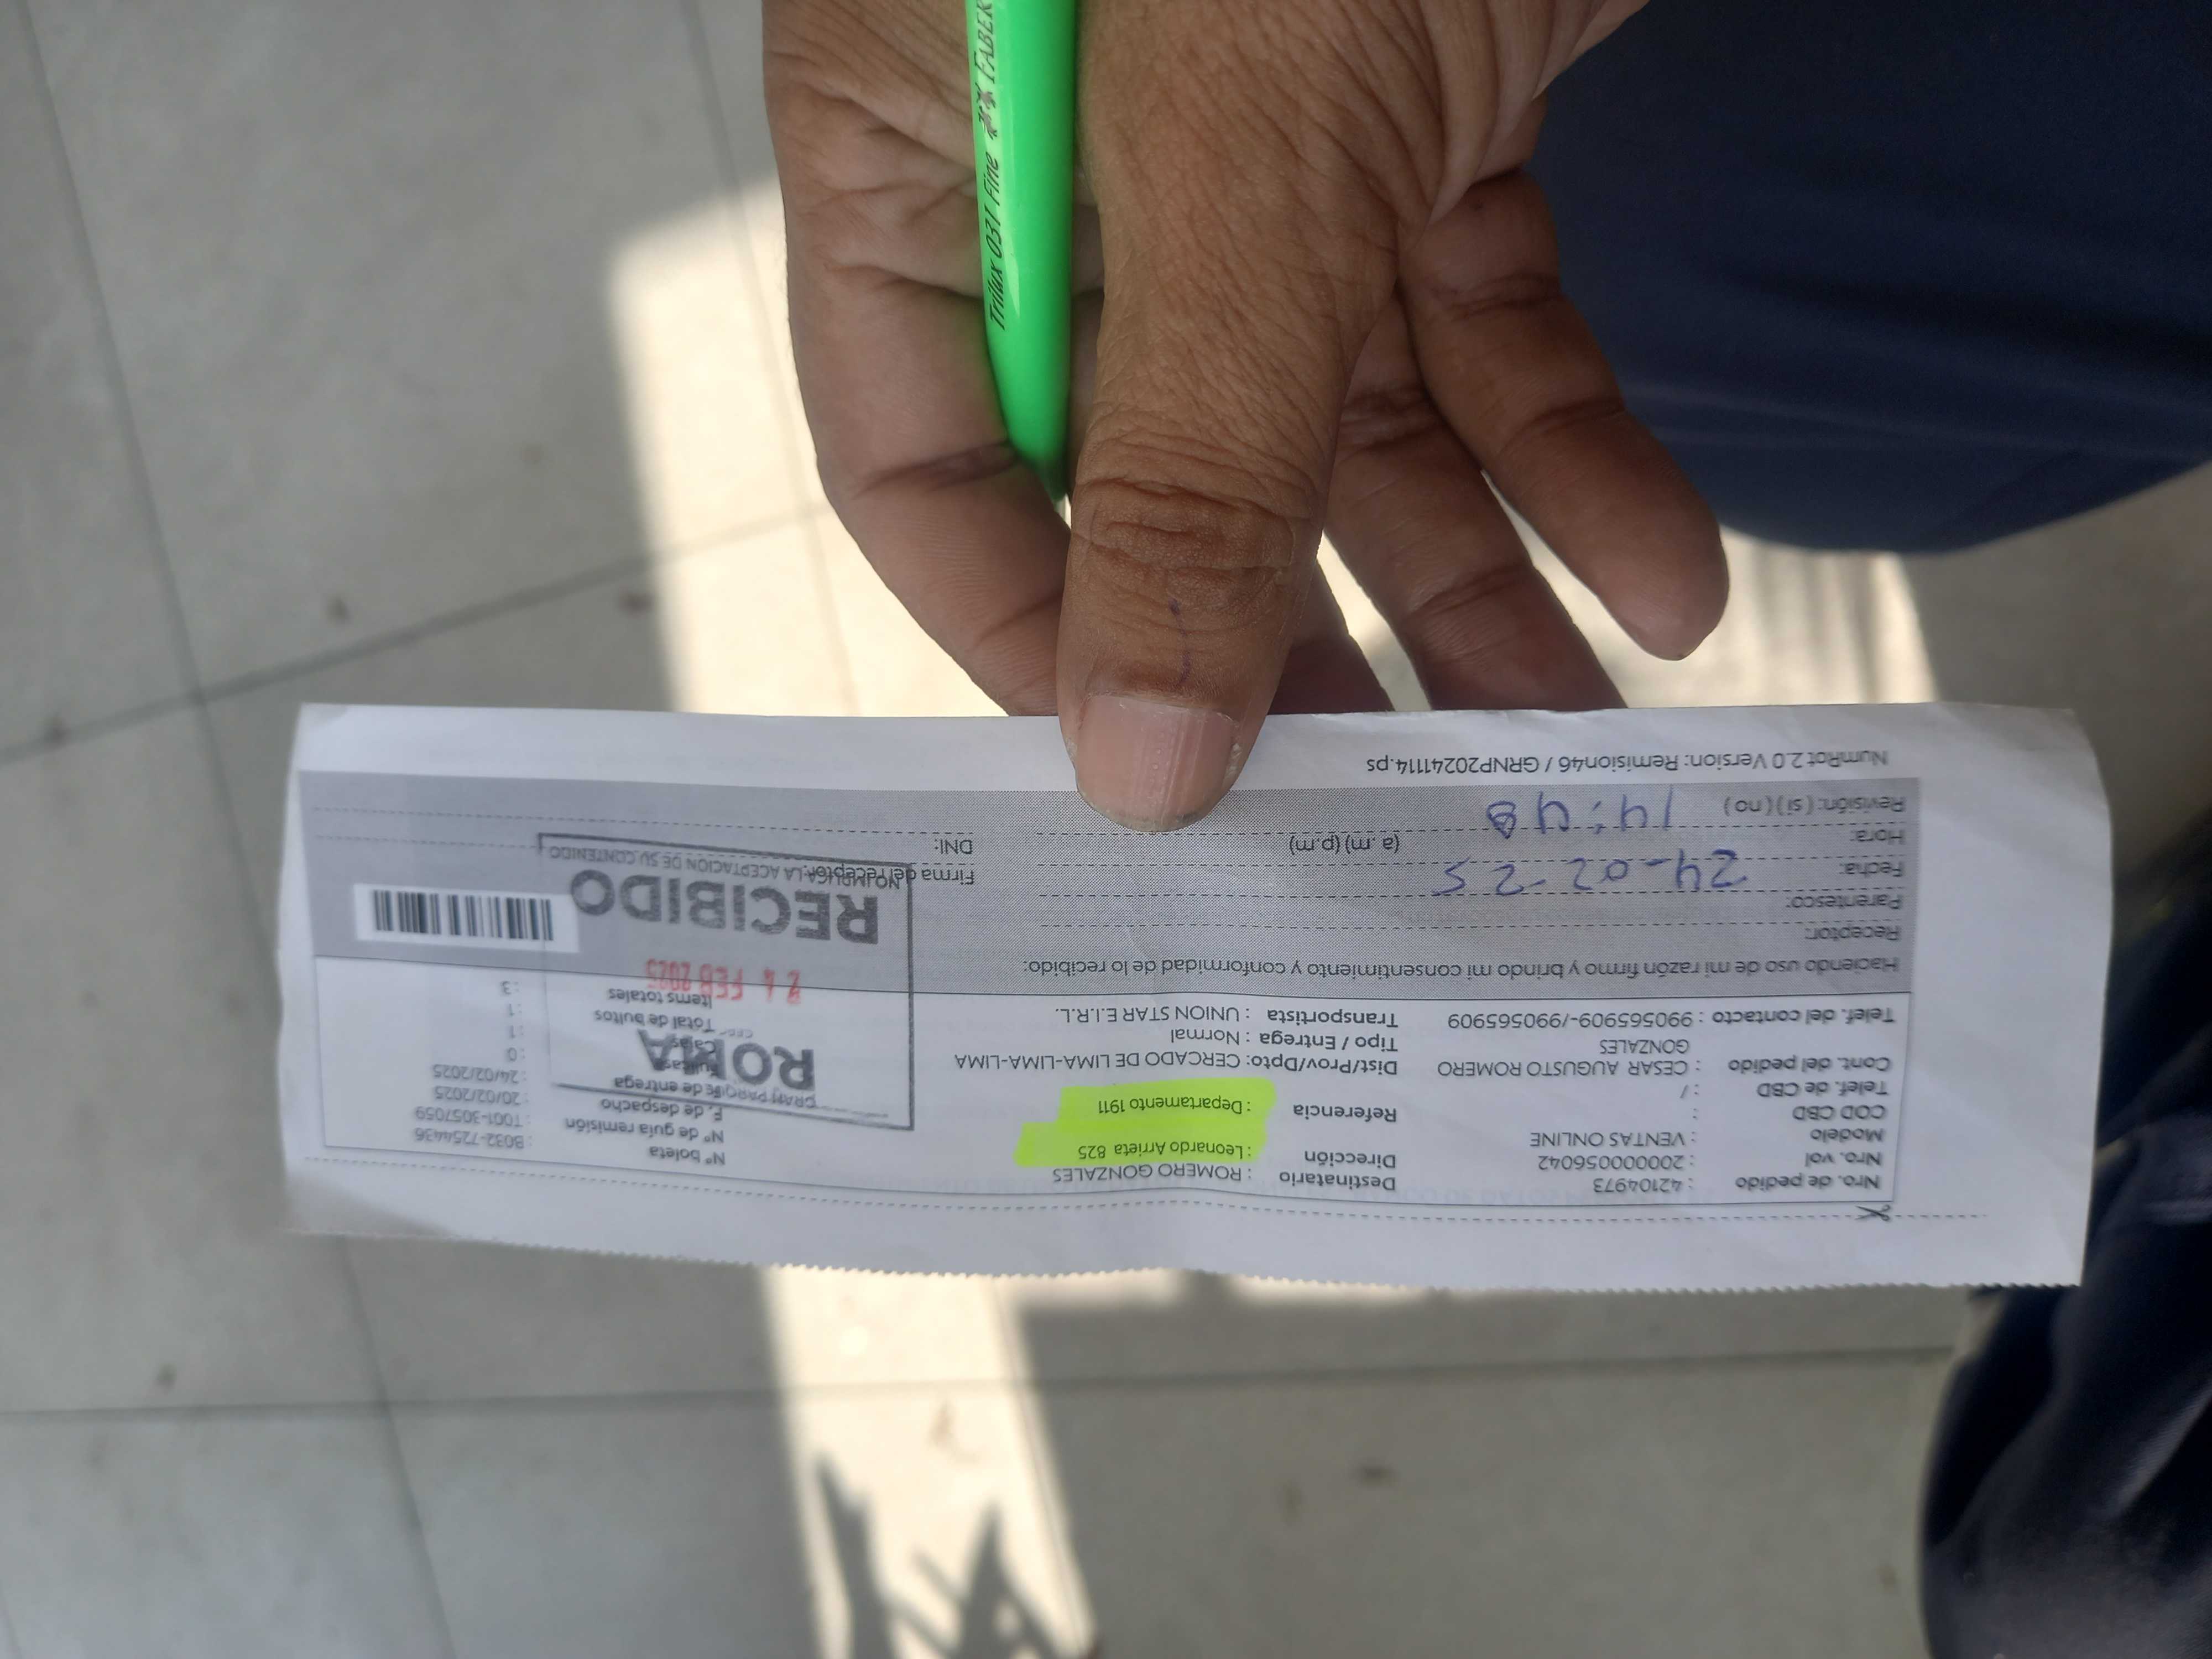 Trilux 031 Fine FABER
Nro. de pedido : 42104973
Nro. vol : 200000056042
Modelo : VENTAS ONLINE
COD CBD :
Telef. de CBD : /
Cont. del pedido : CESAR AUGUSTO ROMERO
GONZALES
Telef. del contacto : 990565909-/990565909
Destinatario : ROMERO GONZALES
Dirección : Leonardo Arrieta 825
Referencia : Departamento 1911
Dist/Prov/Dpto: CERCADO DE LIMA-LIMA-LIMA
Tipo / Entrega : Normal
Transportista : UNION STAR E.I.R.L.
N° boleta : B032-7254436
N° de guía remisión : T001-3057059
F. de despacho : 20/02/2025
F. de entrega : 24/02/2025
: 0
Cajas : 1
Total de bultos : 1
Items totales : 3
GRAN PARQUE
ROMA
24 FEB 2025
RECIBIDO
NO IMPLICA LA ACEPTACION DE SU CONTENIDO
Haciendo uso de mi razón firmo y brindo mi consentimiento y conformidad de lo recibido:
Receptor:
Parentesco:
Fecha: 24-02-25
Hora: 14:48 (a .m) (p.m)
Revisión: ( si ) ( no )
Firma del receptor:
DNI:
NumRot 2.0 Version: Remision46 / GRNP20241114.ps